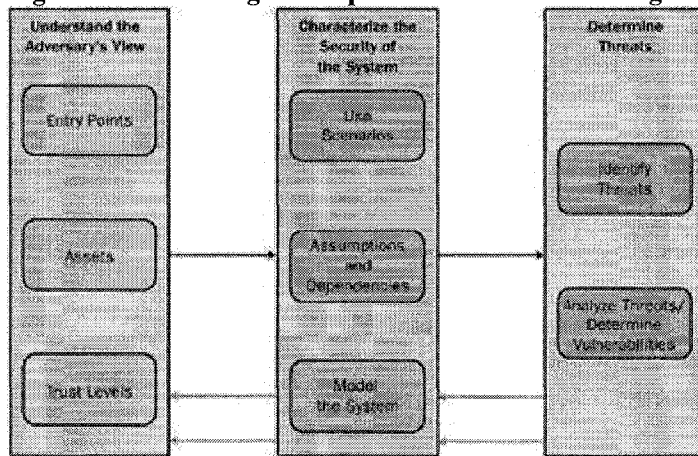 Understand the
Adversary's View
Entry Points
Assets
Trust Levels
Characterize the
Security of
the System
Use
Scenarios
Assumptions
and
Dependencies
Model
the System
Determine
Threats
Identify
Threats
Analyze Threats/
Determine
Vulnerabilities